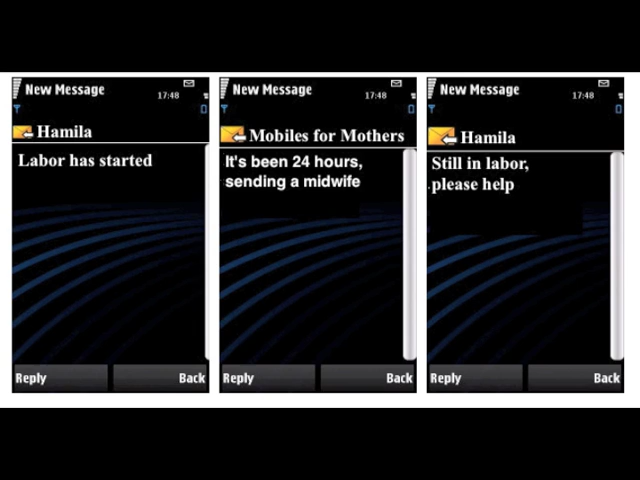 New Message
17:48
Hamila
Labor has started
Reply
Back
New Message
17:48
Mobiles for Mothers
It's been 24 hours,
sending a midwife
Reply
Back
New Message
17:48
Hamila
Still in labor,
please help
Reply
Back